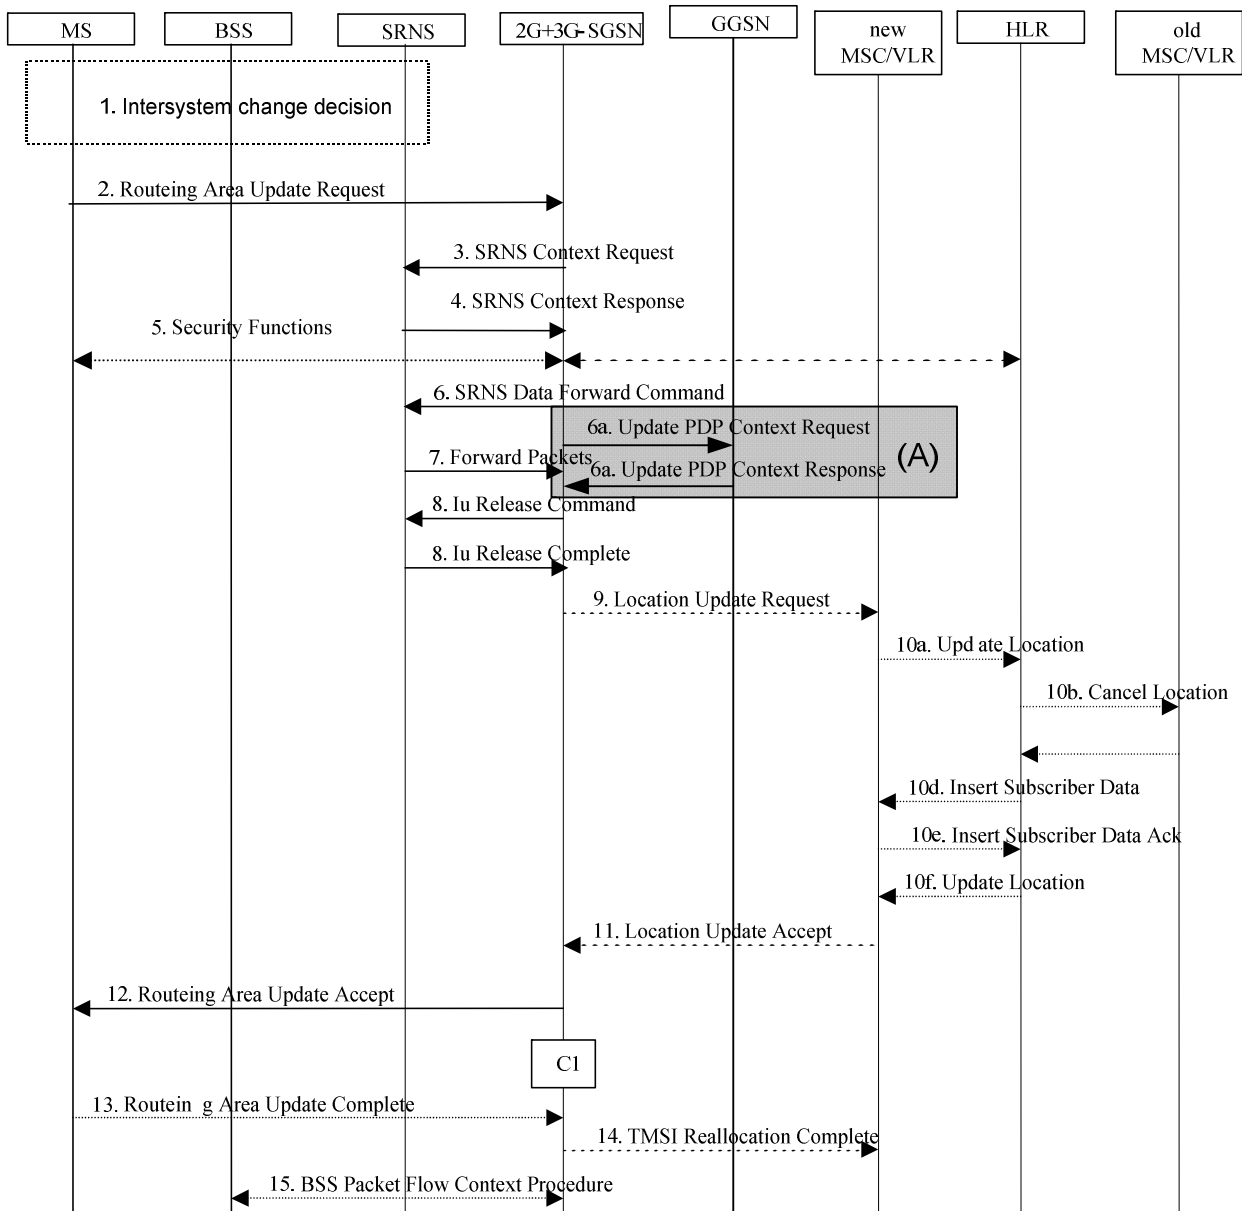 MS
BSS
SRNS
2G+3G-SGSN
GGSN
new
MSC/VLR
HLR
old
MSC/VLR
1. Intersystem change decision
2. Routeing Area Update Request
3. SRNS Context Request
4. SRNS Context Response
5. Security Functions
6. SRNS Data Forward Command
6a. Update PDP Context Request
(A)
7. Forward Packets
6a. Update PDP Context Response
8. Iu Release Command
8. Iu Release Complete
9. Location Update Request
10a. Upd ate Location
10b. Cancel Location
10d. Insert Subscriber Data
10e. Insert Subscriber Data Ack
10f. Update Location
11. Location Update Accept
12. Routeing Area Update Accept
C1
13. Routein g Area Update Complete
14. TMSI Reallocation Complete
15. BSS Packet Flow Context Procedure